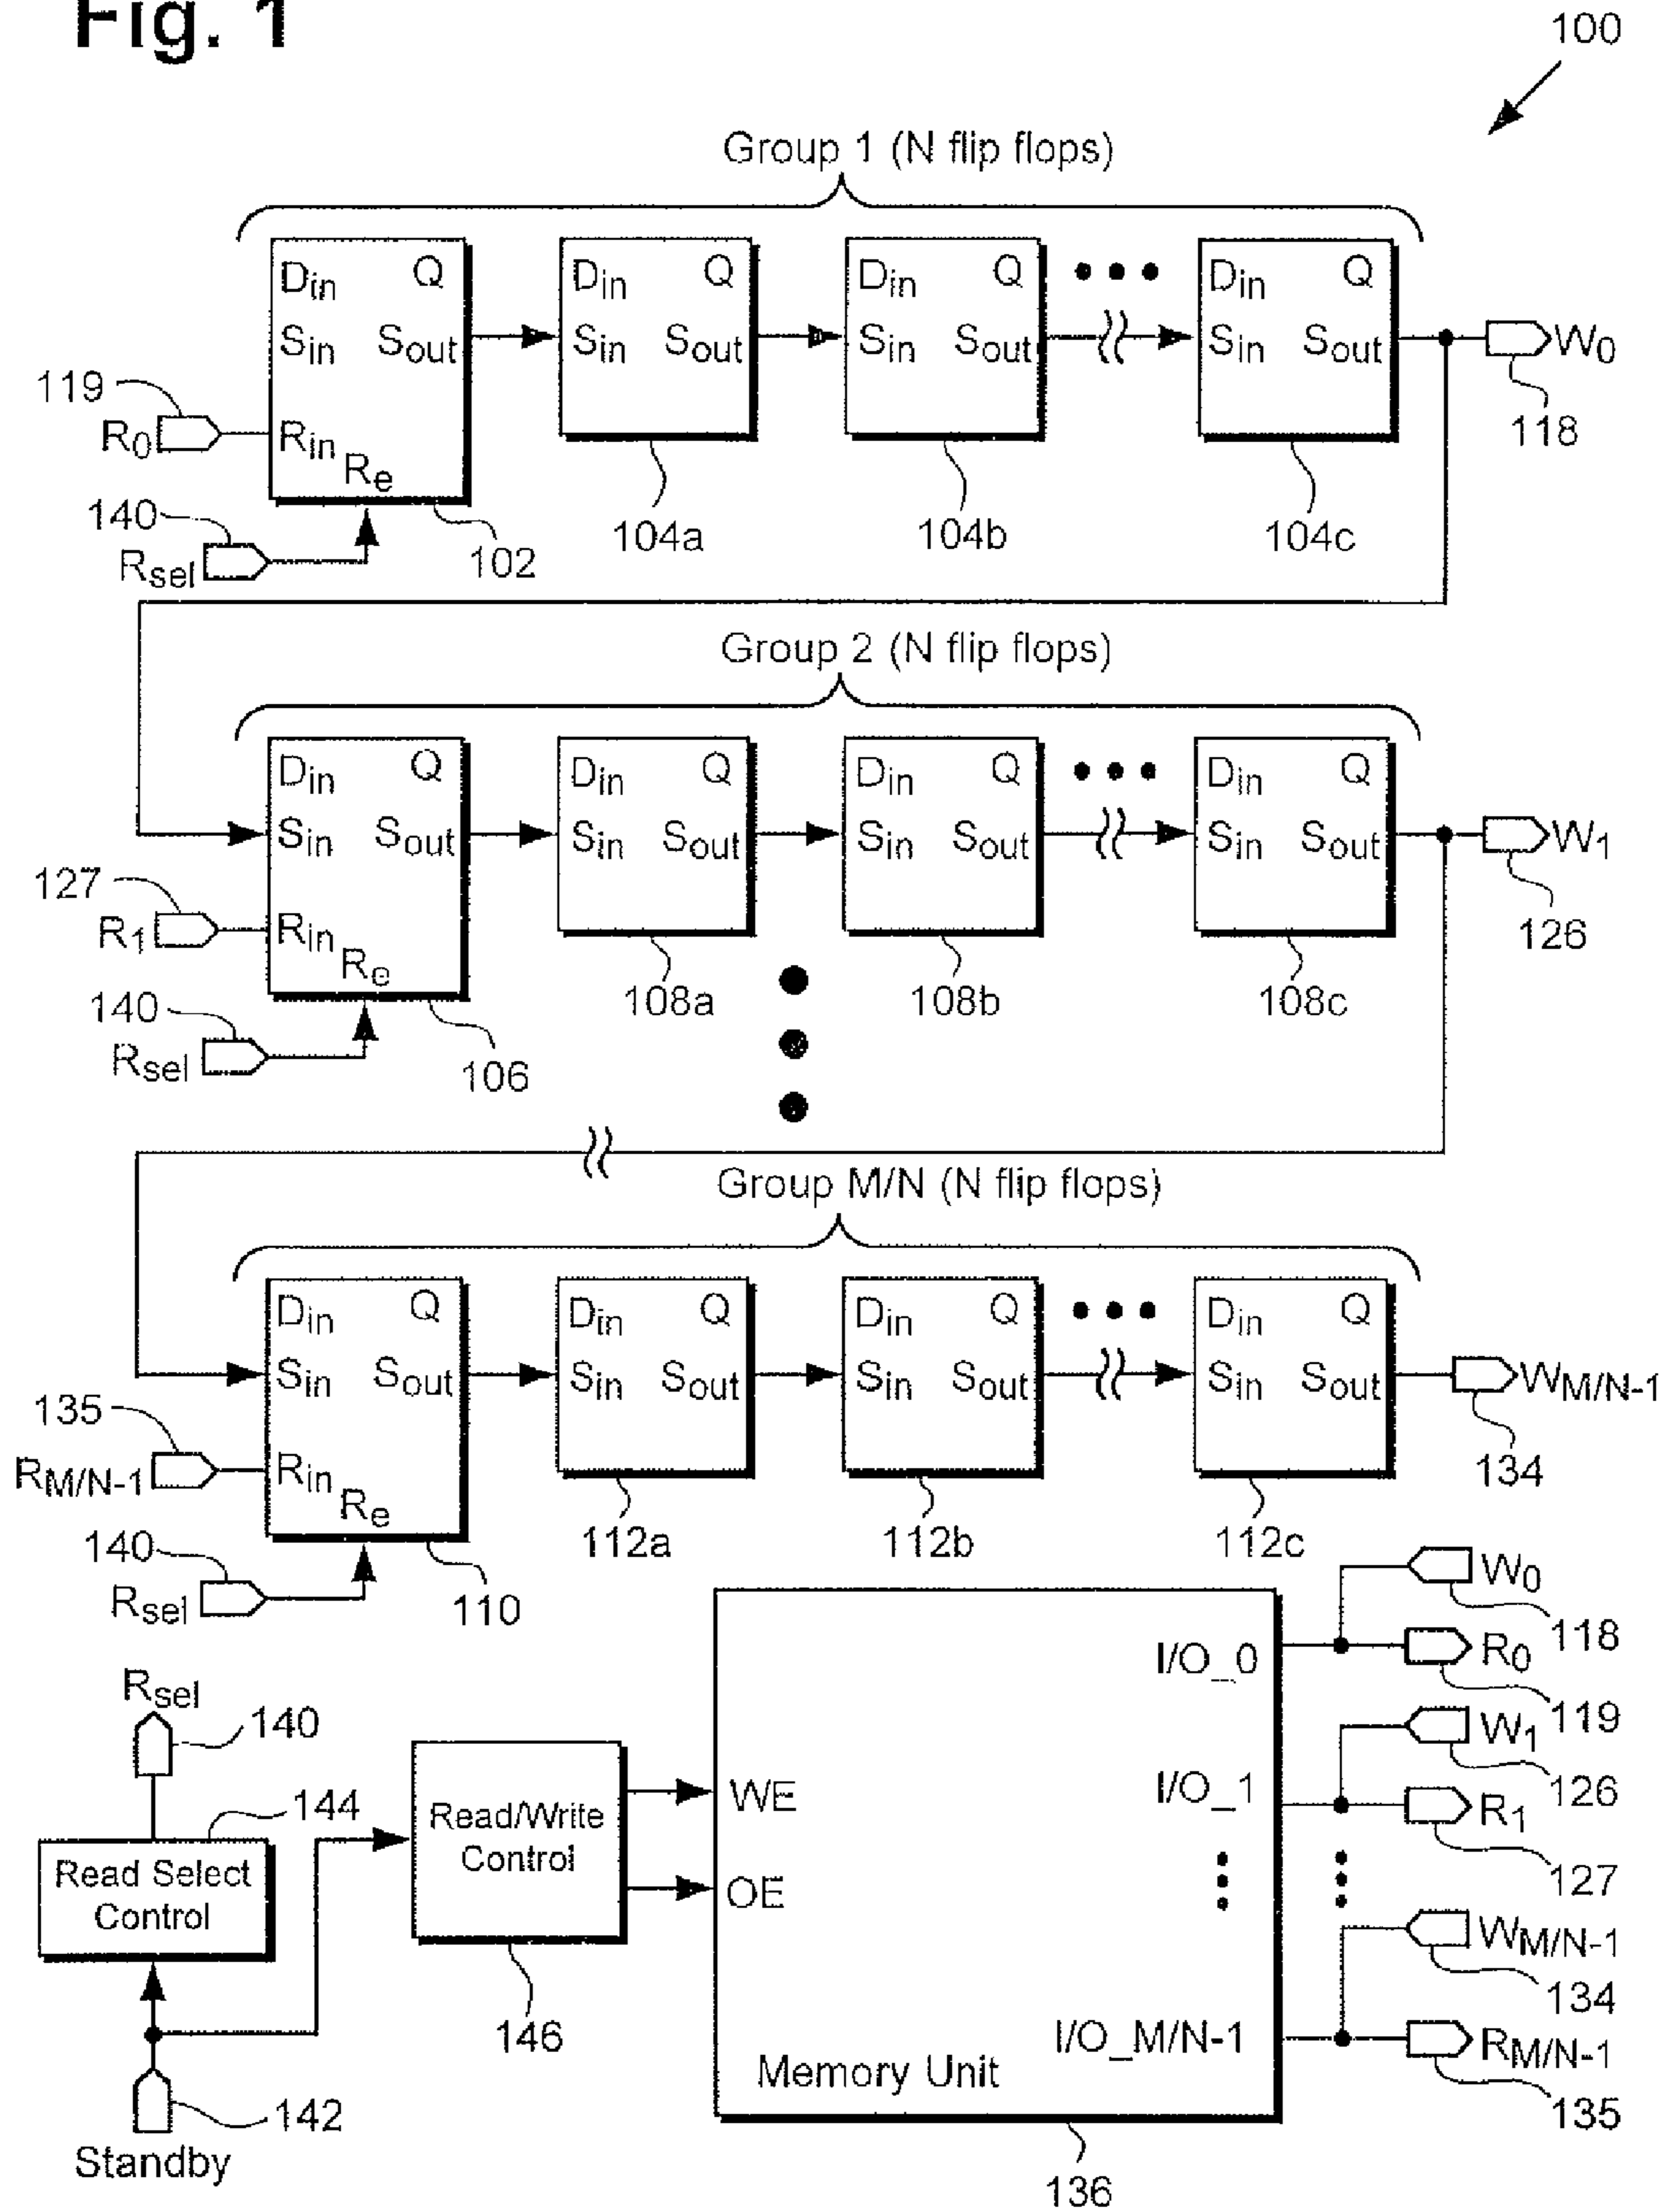 Fig. 1
100
Group 1 (N flip flops)
Din Q Din Q Din Q Din Q
Sin Sout Sin Sout Sin Sout Sin Sout W0
119
R0 Rin 118
Re
140 104a 104b 104c
Rsel 102
Group 2 (N flip flops)
Din Q Din Q Din Q Din Q
Sin Sout Sin Sout Sin Sout Sin Sout W1
127
R1 Rin 126
Re
140 108a 108b 108c
Rsel 106
Group M/N (N flip flops)
Din Q Din Q Din Q Din Q
Sin Sout Sin Sout Sin Sout Sin Sout WM/N-1
135
RM/N-1 Rin 134
Re
140 112a 112b 112c
Rsel 110
W0
118
I/O_0 R0
119
Rsel
140
W1
126
I/O_1 R1
127
144
Read Select
Control
Read/Write
Control
WE
OE
146
WM/N-1
134
I/O_M/N-1 RM/N-1
135
Memory Unit
142
Standby
136